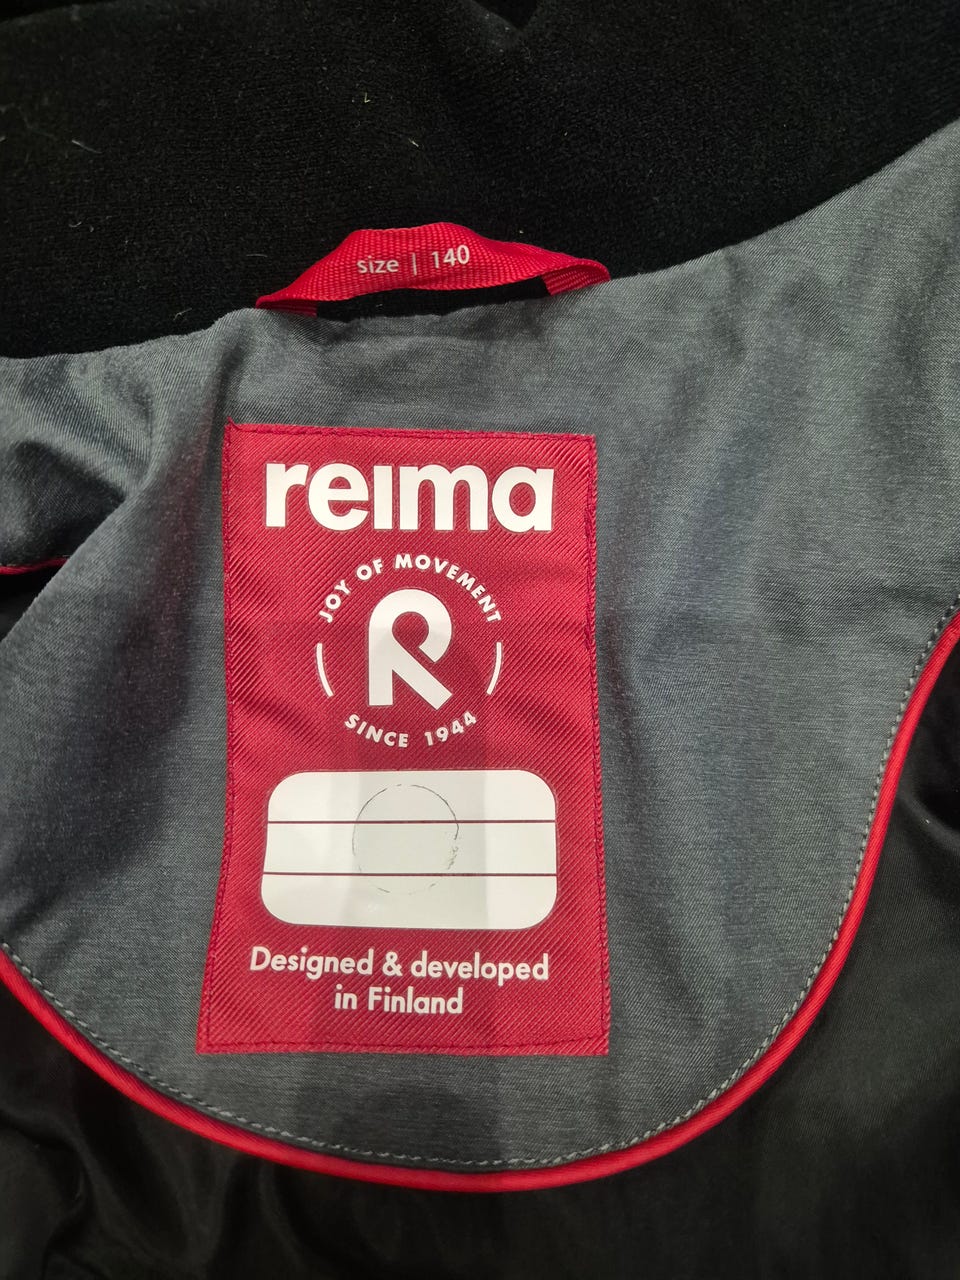 size | 140
reima
JOY OF MOVEMENT
R
SINCE 1944
Designed & developed
in Finland